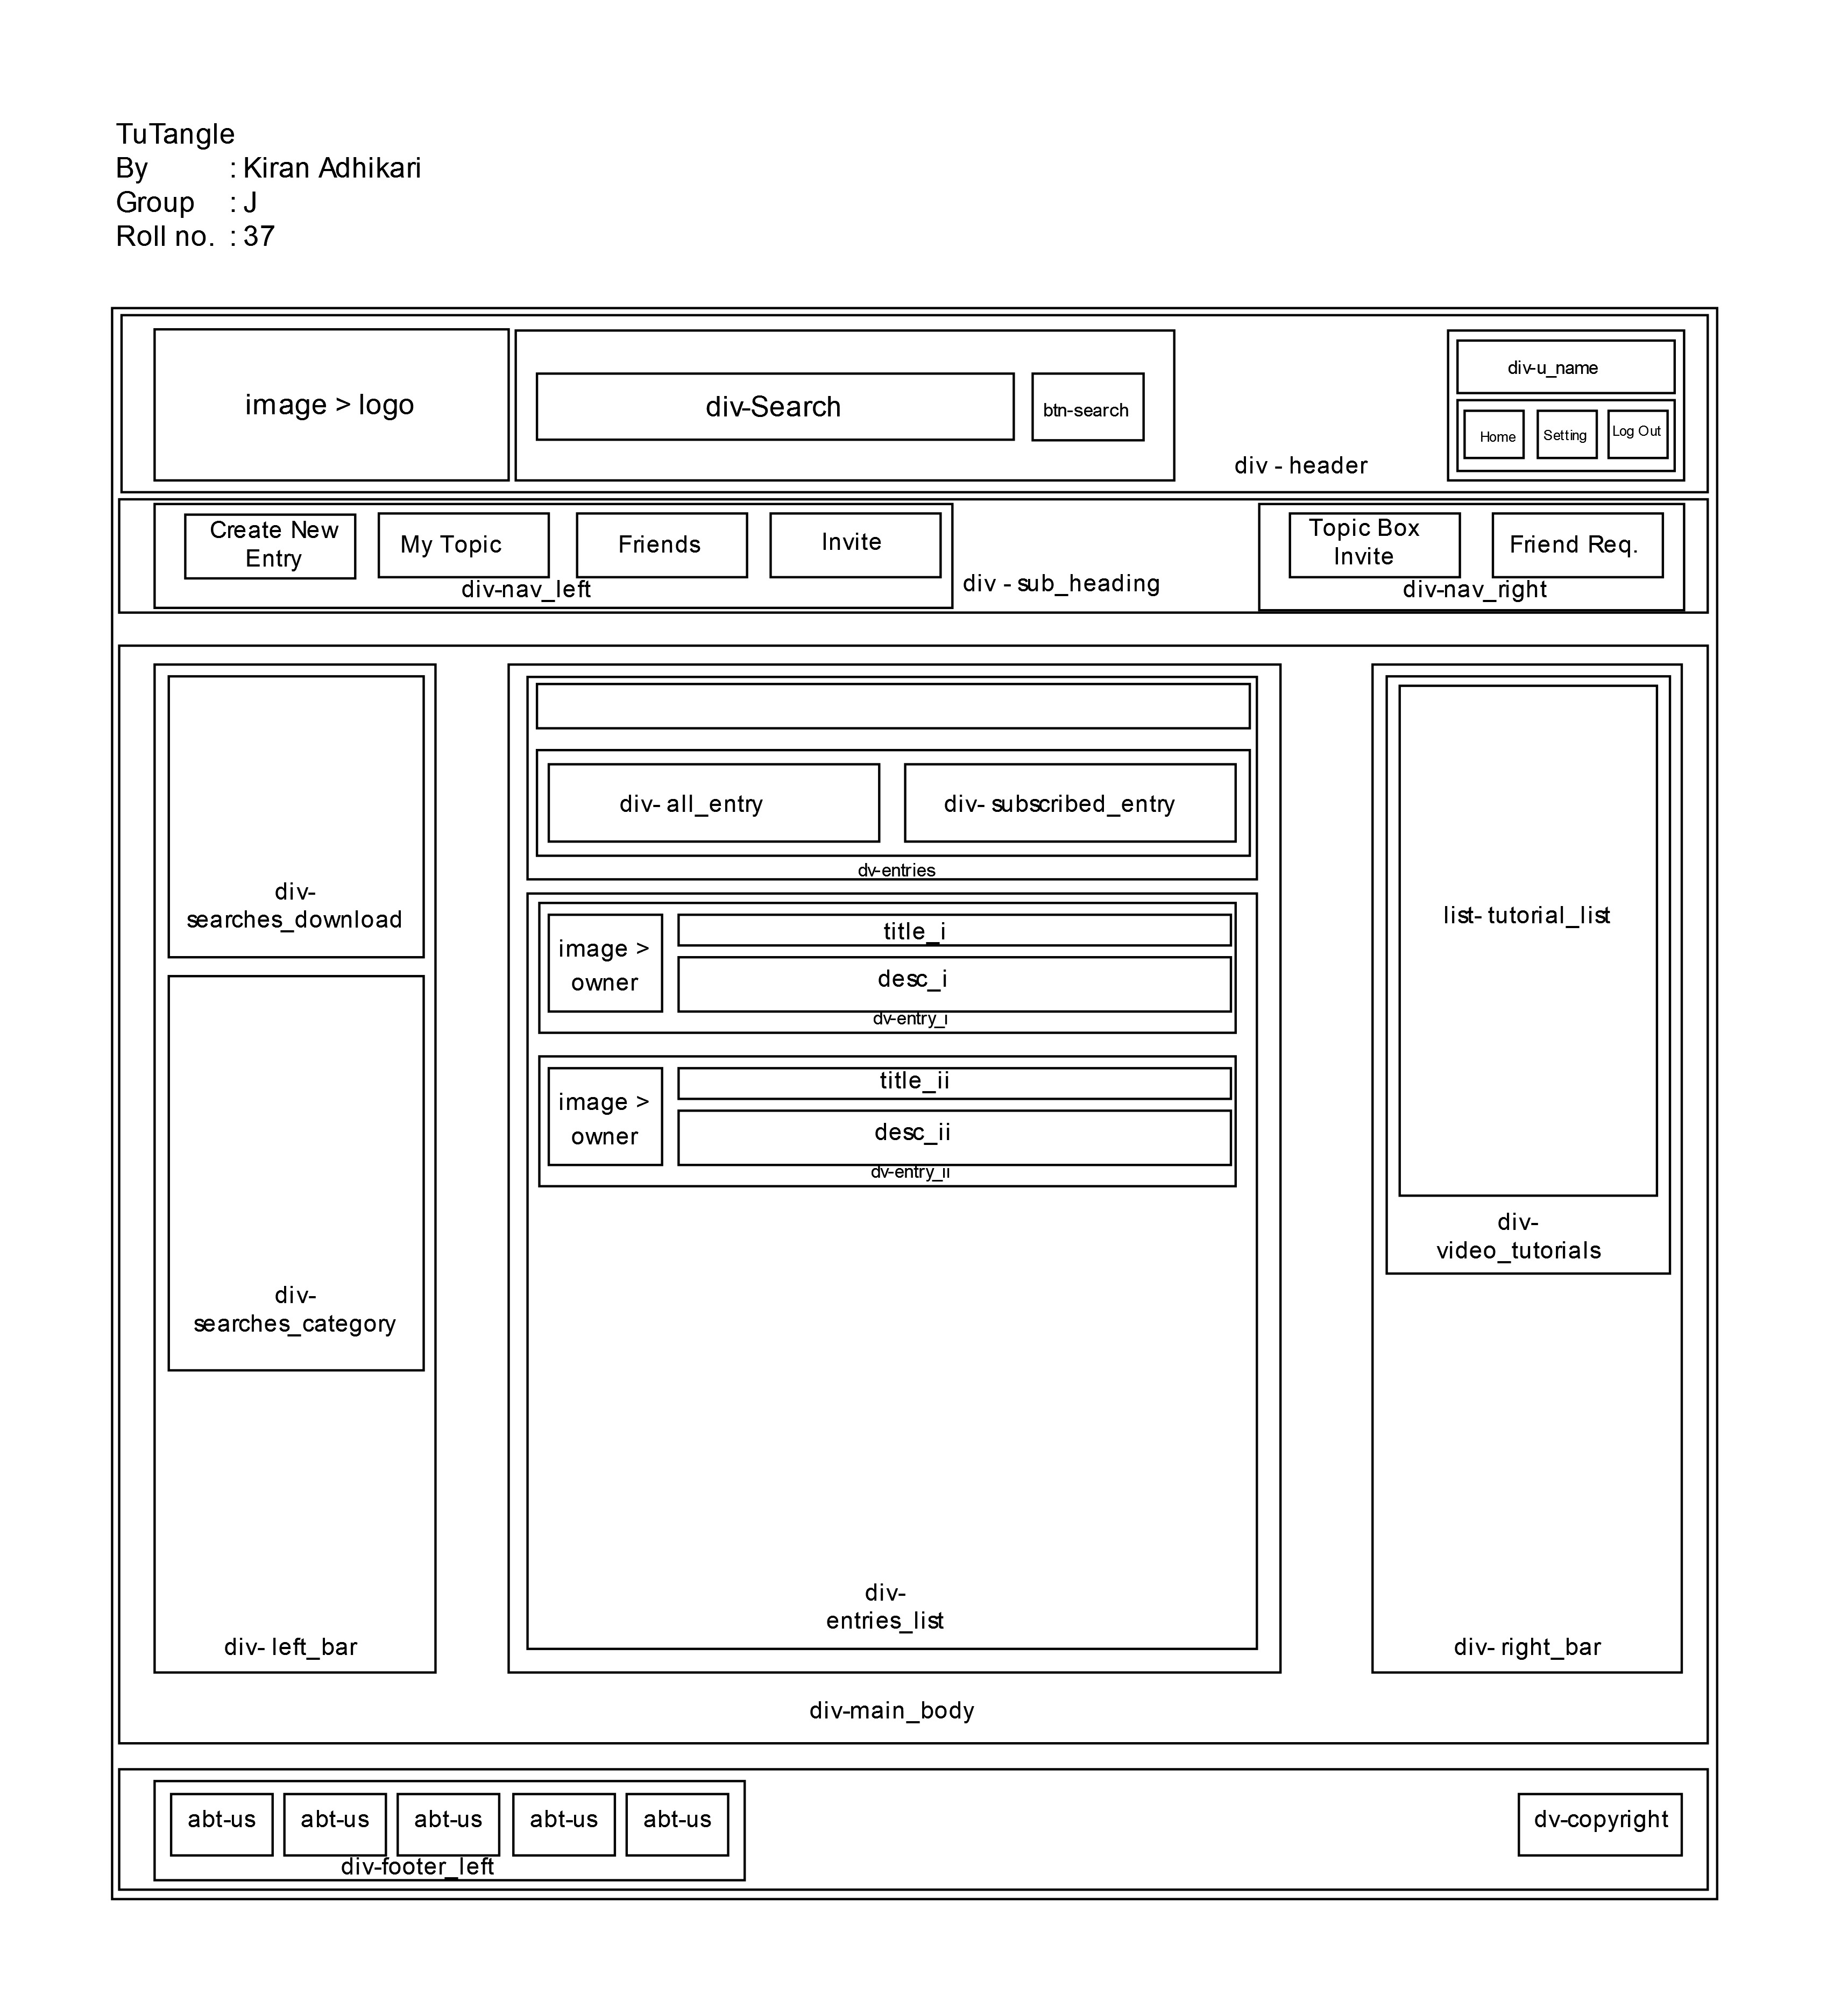 TuTangle
By : Kiran Adhikari
Group : J
Roll no. : 37
image > logo
div-Search
btn-search
div - header
div-u_name
Home
Setting
Log Out
Create New
Entry
My Topic
Friends
Invite
div-nav_left
div - sub_heading
Topic Box
Invite
Friend Req.
div-nav_right
div-
searches_download
div-
searches_category
div- left_bar
div- all_entry
div- subscribed_entry
dv-entries
image >
owner
title_i
desc_i
dv-entry_i
image >
owner
title_ii
desc_ii
dv-entry_ii
div-
entries_list
list- tutorial_list
div-
video_tutorials
div- right_bar
div-main_body
abt-us
abt-us
abt-us
abt-us
abt-us
div-footer_left
dv-copyright